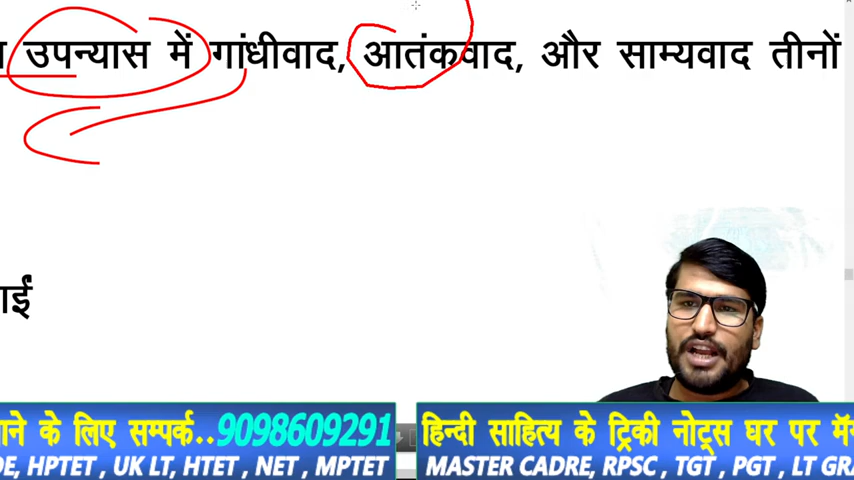 उपन्यास में गांधीवाद, आतंकवाद, और साम्यवाद तीनों
गाने के लिए सम्पर्क..9098609291
हिन्दी साहित्य के ट्रिकी नोट्स घर पर
HPTET , UK LT, HTET , NET , MPTET
MASTER CADRE, RPSC , TGT , PGT , LT GRA